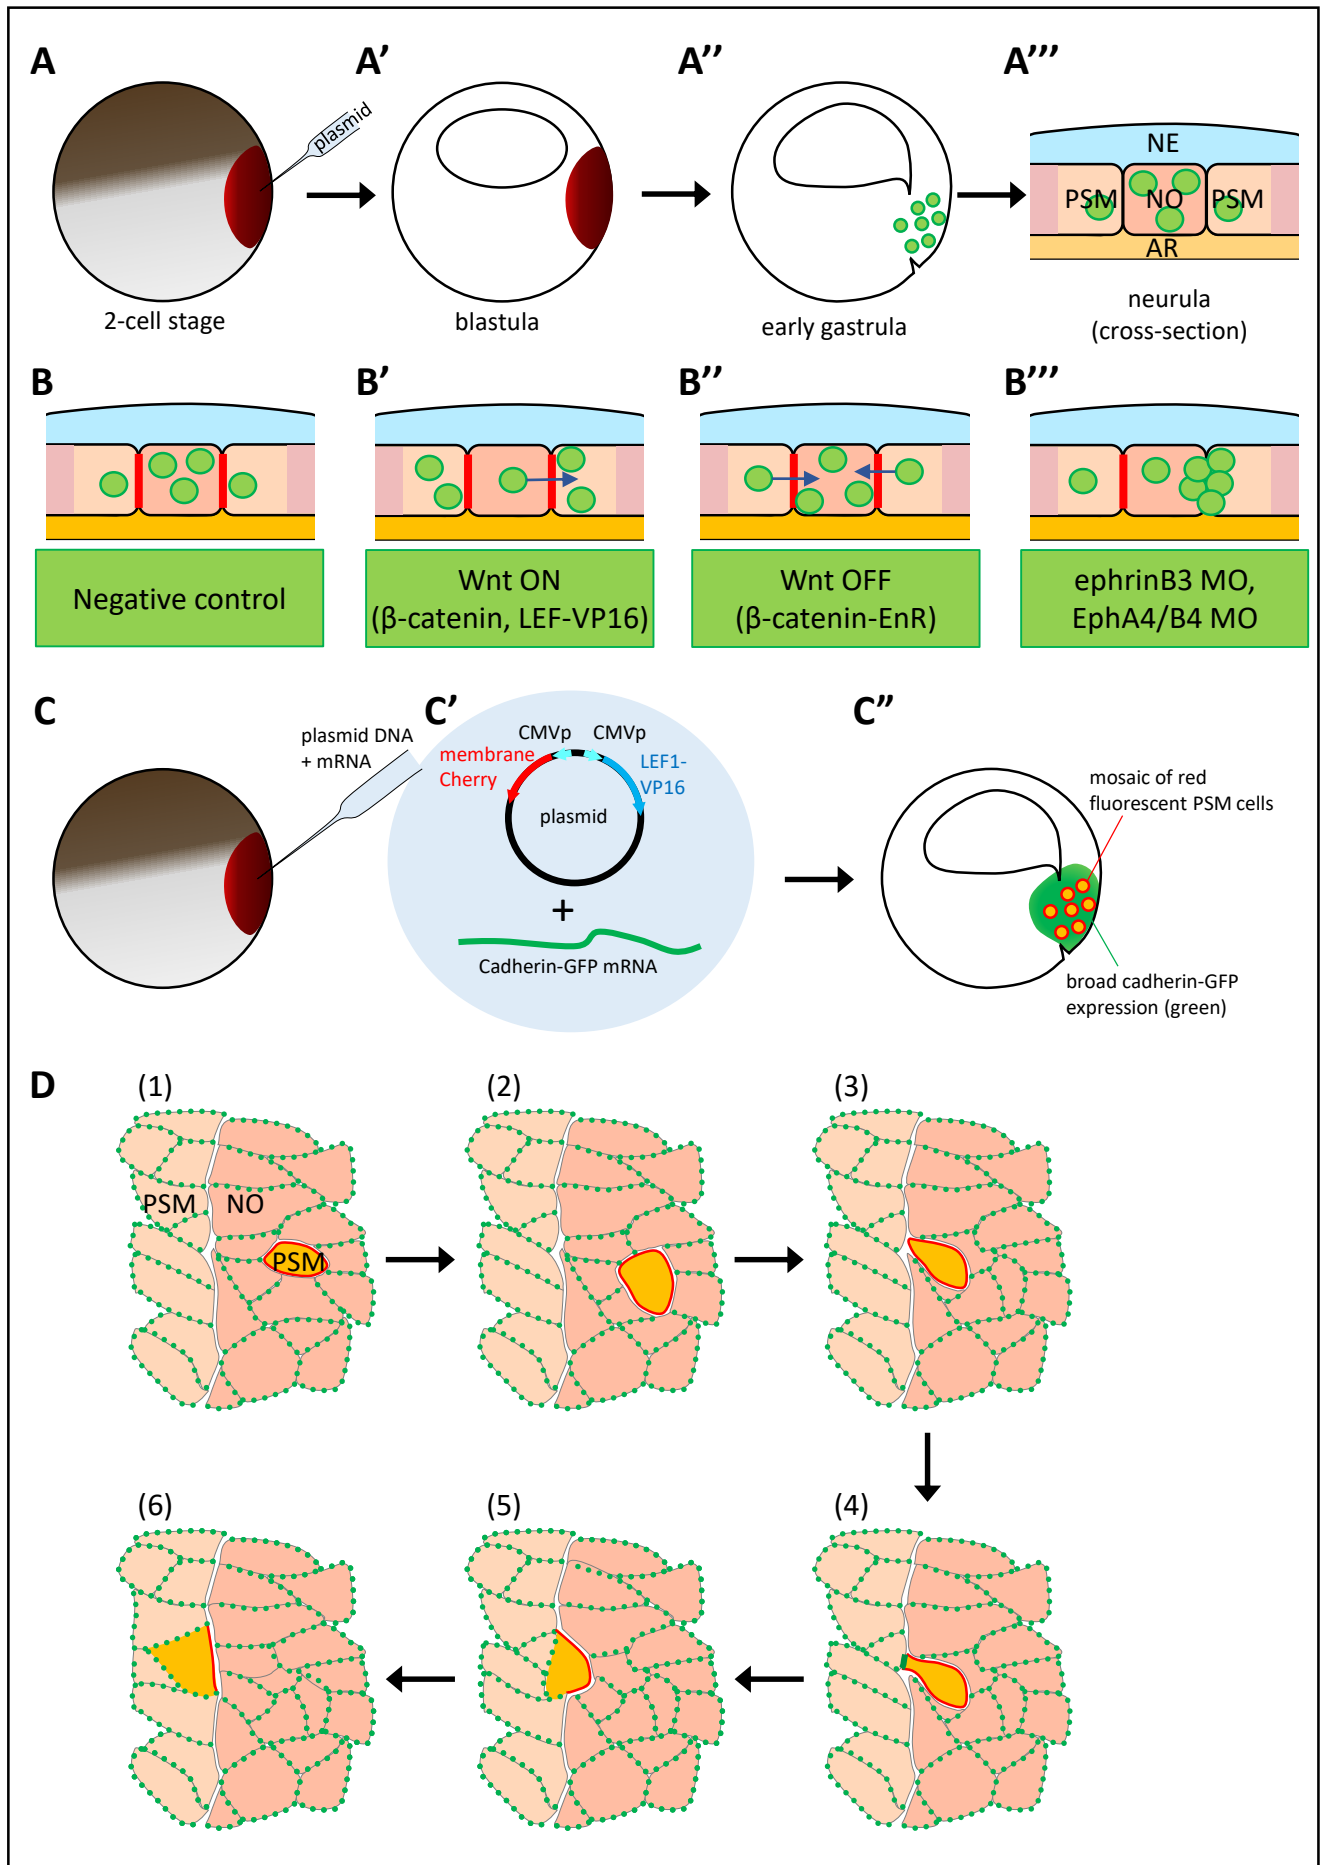 A
A’
A’’
A’’’
plasmid
NE
PSM
NO
PSM
AR
2-cell stage
blastula
early gastrula
neurula
(cross-section)
B
B’
B’’
B’’’
Negative control
Wnt ON
(β-catenin, LEF-VP16)
Wnt OFF
(β-catenin-EnR)
ephrinB3 MO,
EphA4/B4 MO
C
C’
C’’
plasmid DNA
+ mRNA
CMVp
CMVp
membrane
Cherry
LEF1-
VP16
plasmid
+
Cadherin-GFP mRNA
mosaic of red
fluorescent PSM cells
broad cadherin-GFP
expression (green)
D
(1)
(2)
(3)
PSM
NO
PSM
(6)
(5)
(4)